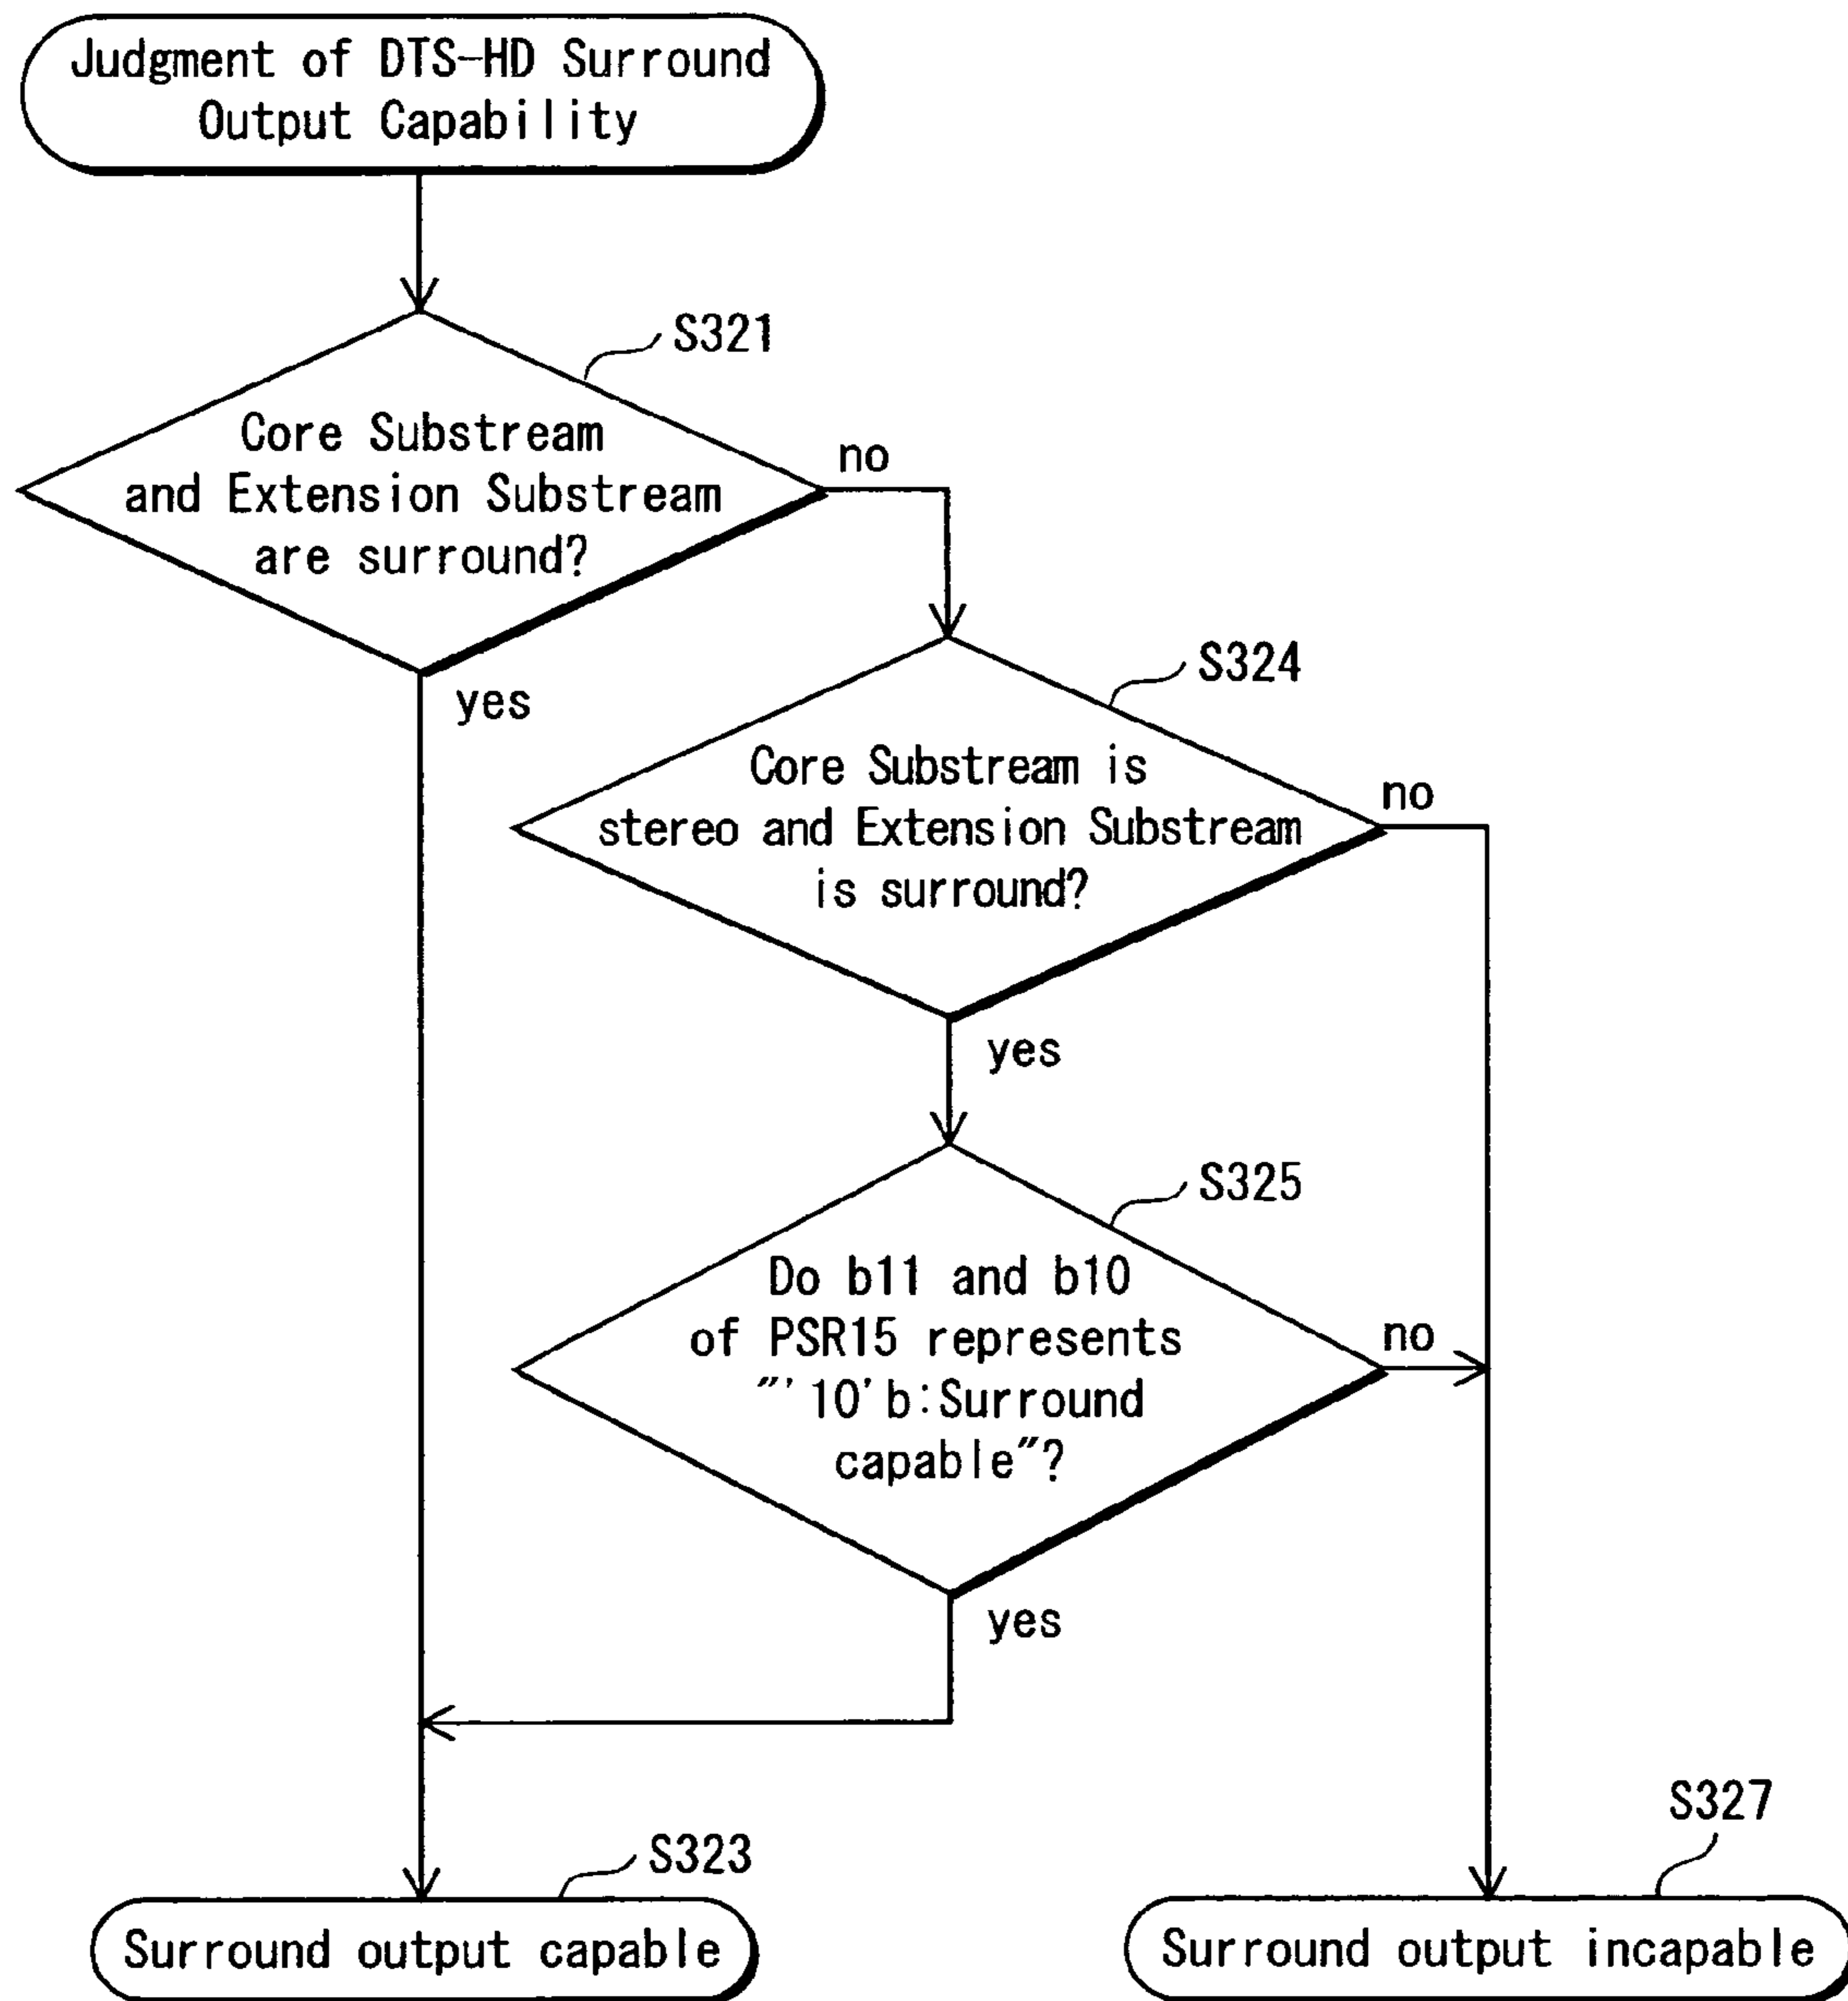 Judgment of DTS-HD Surround
Output Capability
S321
Core Substream
and Extension Substream
are surround?
no
yes
S324
Core Substream is
stereo and Extension Substream
is surround?
no
yes
S325
Do b11 and b10
of PSR15 represents
"'10'b:Surround
capable"?
no
yes
S323
Surround output capable
S327
Surround output incapable